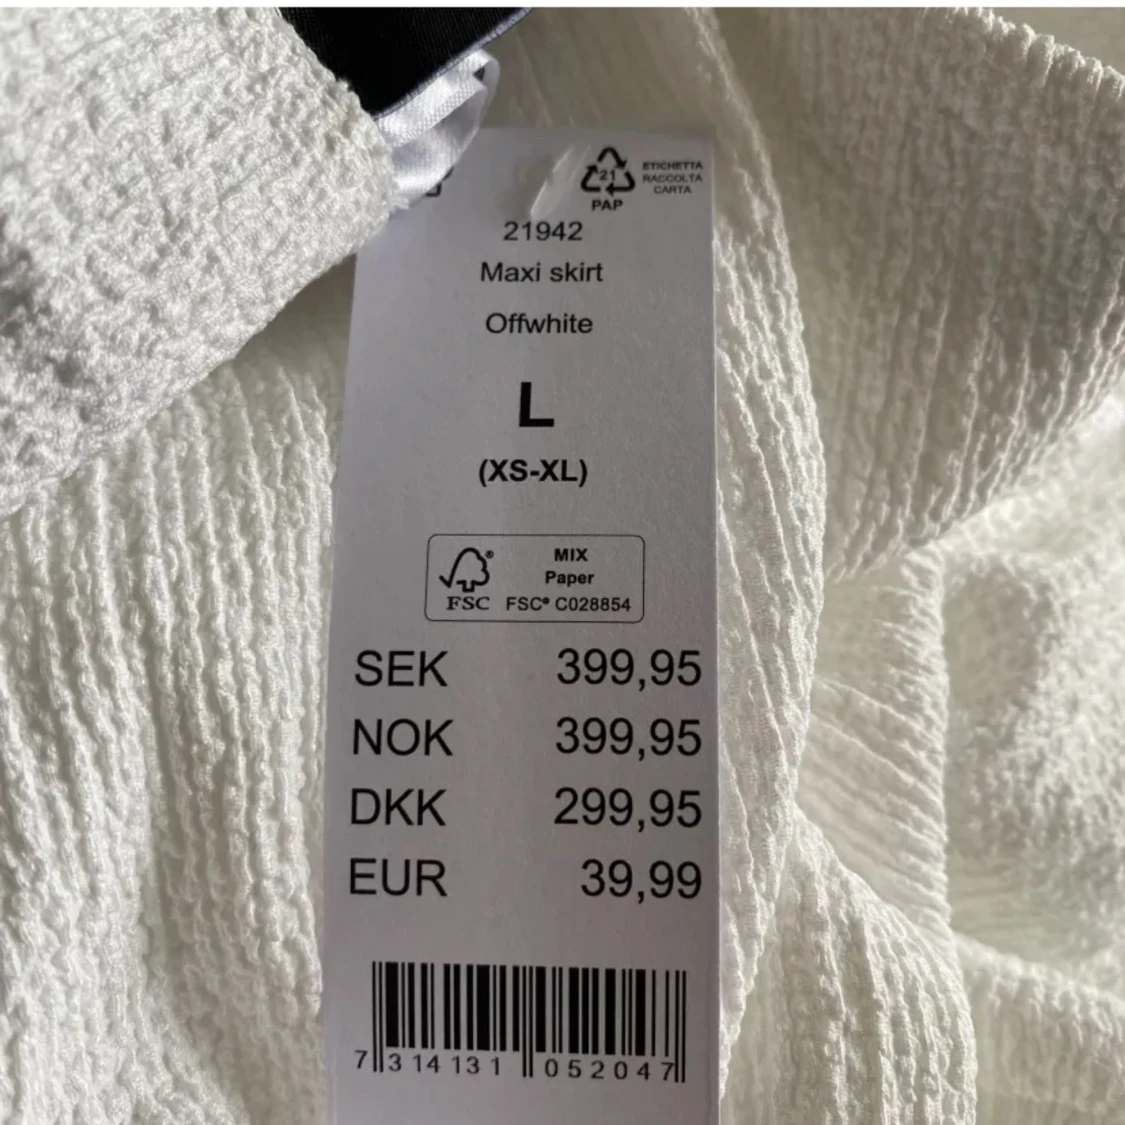 21
PAP
ETICHETTA
RACCOLTA
CARTA
21942
Maxi skirt
Offwhite
L
(XS-XL)
FSC
MIX
Paper
FSC® C028854
SEK 399,95
NOK 399,95
DKK 299,95
EUR 39,99
7 314131 052047